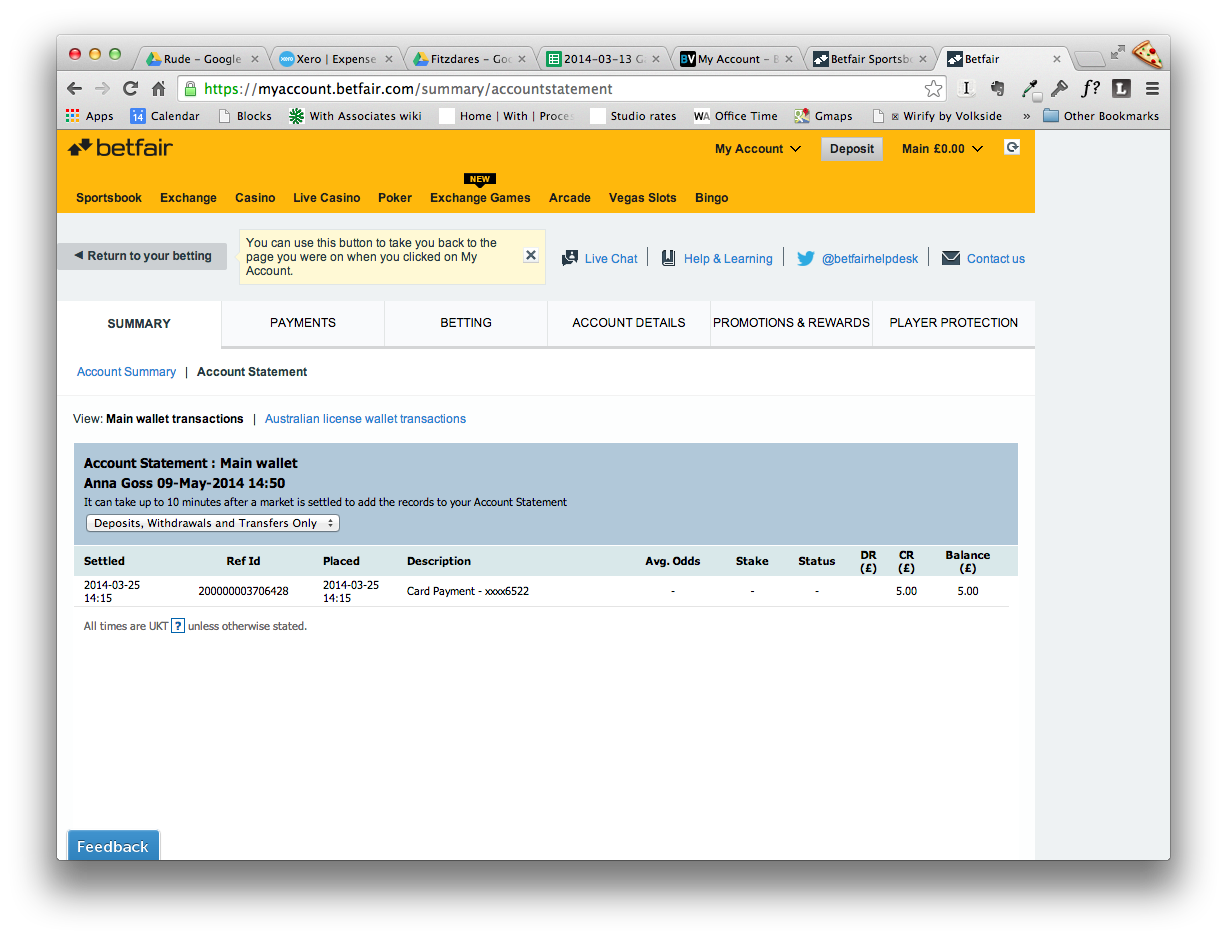 Rude – Google
Xero | Expense
Fitzdares – Goo
2014-03-13 G
My Account – B
Betfair Sportsbo
Betfair
https://myaccount.betfair.com/summary/accountstatement
Apps
14 Calendar
Blocks
With Associates wiki
Home | With | Proces
Studio rates
WA Office Time
Gmaps
Wirify by Volkside
»
Other Bookmarks
betfair
My Account
Deposit
Main £0.00
NEW
Sportsbook Exchange Casino Live Casino Poker Exchange Games Arcade Vegas Slots Bingo
◄ Return to your betting
You can use this button to take you back to the
page you were on when you clicked on My
Account.
Live Chat
Help & Learning
@betfairhelpdesk
Contact us
SUMMARY PAYMENTS BETTING ACCOUNT DETAILS PROMOTIONS & REWARDS PLAYER PROTECTION
Account Summary | Account Statement
View: Main wallet transactions | Australian license wallet transactions
Account Statement : Main wallet
Anna Goss 09-May-2014 14:50
It can take up to 10 minutes after a market is settled to add the records to your Account Statement
Deposits, Withdrawals and Transfers Only
Settled Ref Id Placed Description Avg. Odds Stake Status DR (£) CR (£) Balance (£)
2014-03-25 14:15 200000003706428 2014-03-25 14:15 Card Payment - xxxx6522 - - - 5.00 5.00
All times are UKT ? unless otherwise stated.
Feedback